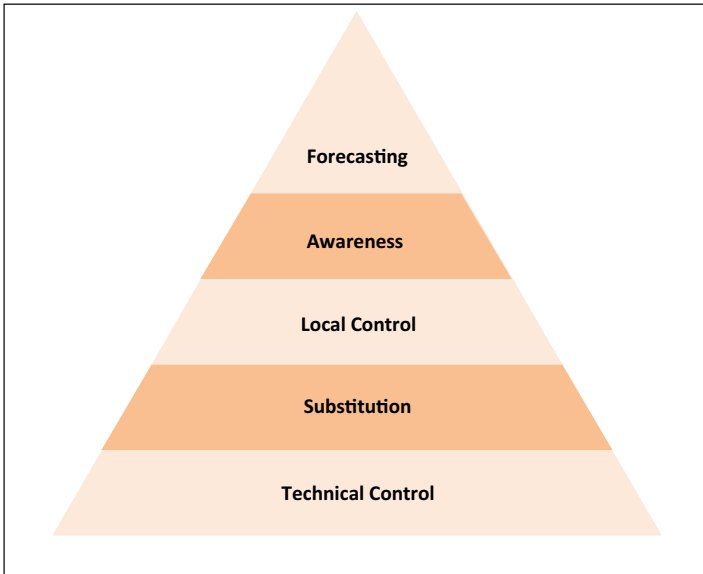 Forecasting
Awareness
Local Control
Substitution
Technical Control